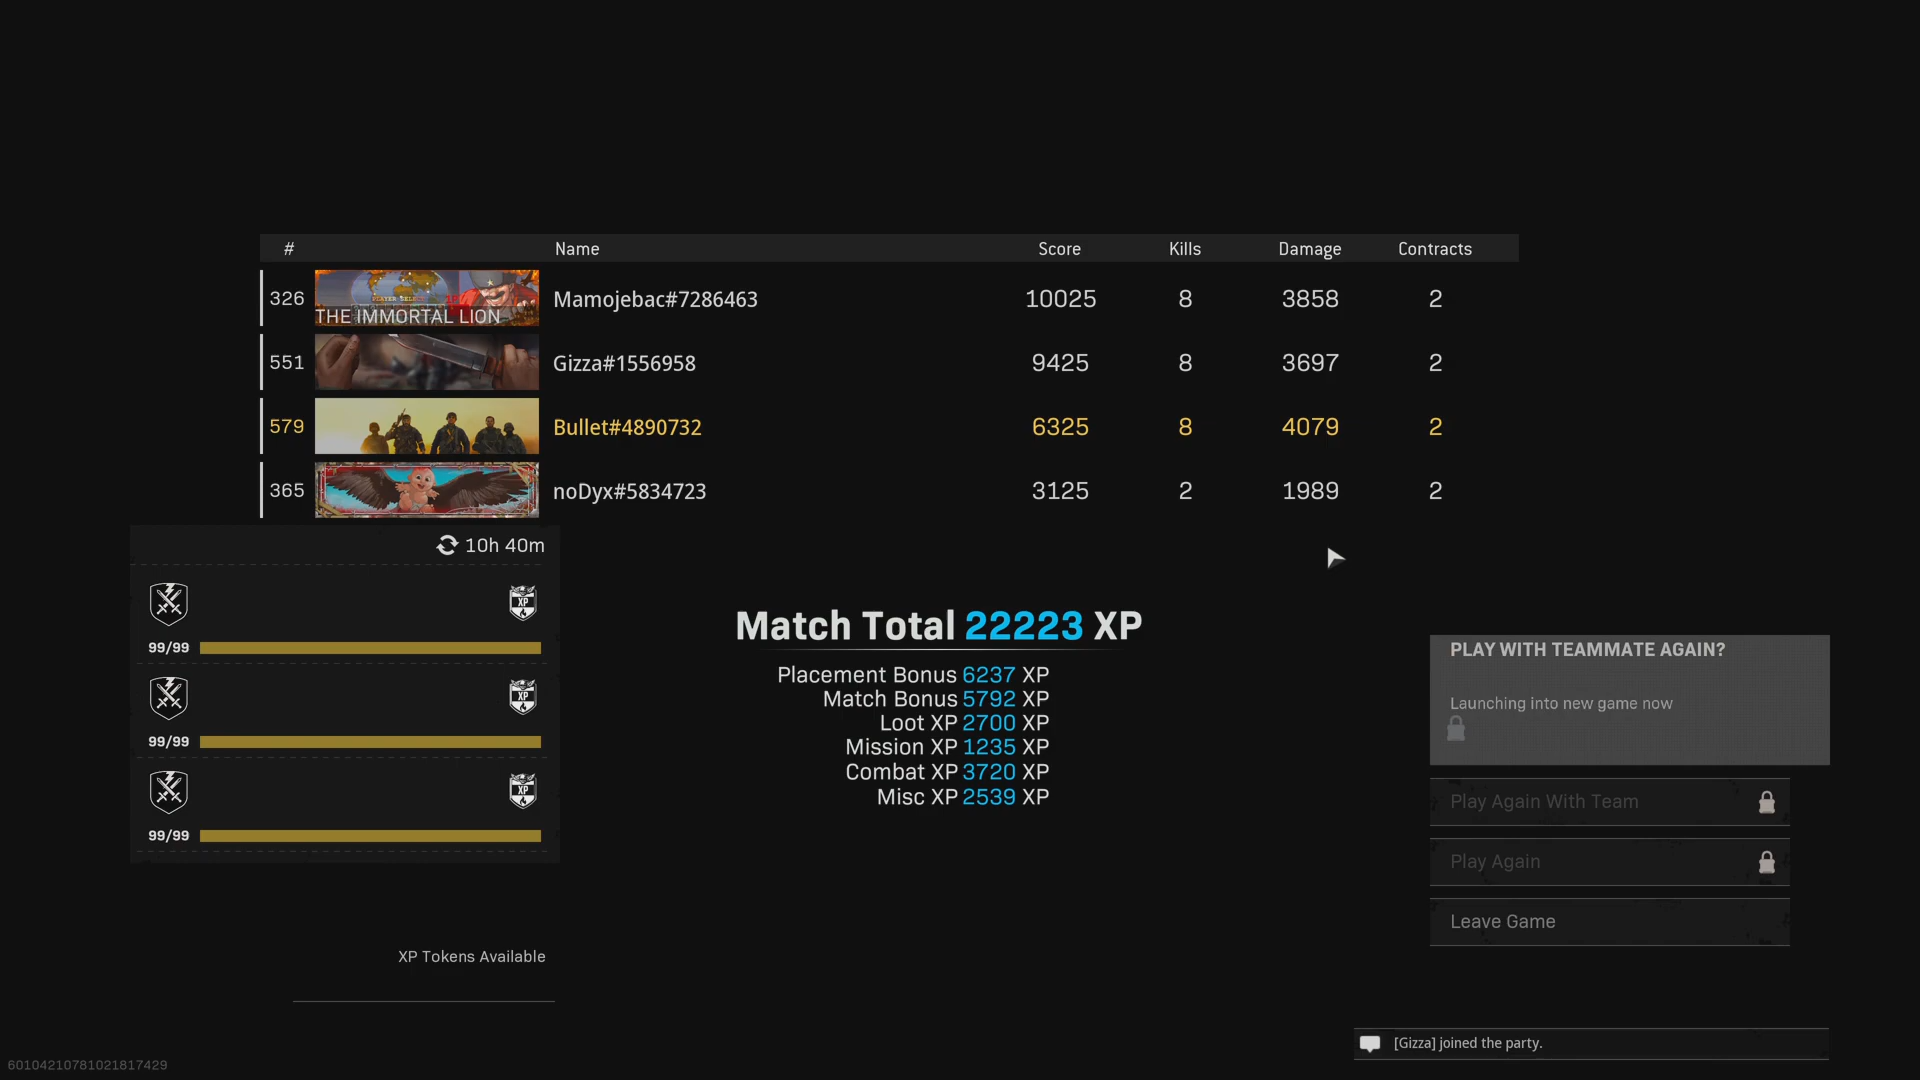 # Name Score Kills Damage Contracts
326 THE IMMORTAL LION Mamojebac#7286463 10025 8 3858 2
551 Gizza#1556958 9425 8 3697 2
579 Bullet#4890732 6325 8 4079 2
365 noDyx#5834723 3125 2 1989 2
10h 40m
XP
99/99
XP
99/99
XP
99/99
XP Tokens Available
Match Total 22223 XP
Placement Bonus 6237 XP
Match Bonus 5792 XP
Loot XP 2700 XP
Mission XP 1235 XP
Combat XP 3720 XP
Misc XP 2539 XP
PLAY WITH TEAMMATE AGAIN?
Launching into new game now
Play Again With Team
Play Again
Leave Game
[Gizza] joined the party.
60104210781021817429